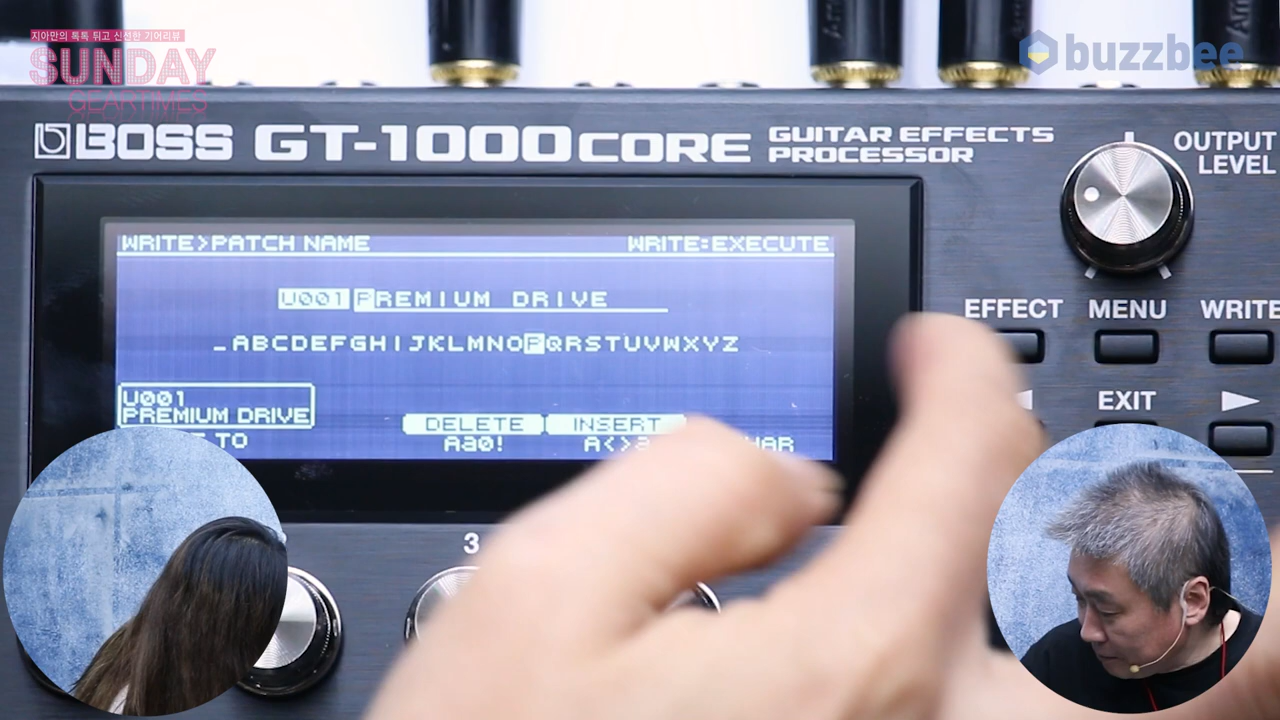 지아만의 톡톡 튀고 신선한 기어리뷰
SUNDAY
GEARTIMES
buzzbee
BOSS GT-1000CORE GUITAR EFFECTS PROCESSOR
OUTPUT LEVEL
WRITE>PATCH NAME WRITE:EXECUTE
U001 PREMIUM DRIVE
_ABCDEFGHIJKLMNOPQRSTUVWXYZ
U001
PREMIUM DRIVE
TO
DELETE INSERT
Aa0!
EFFECT MENU WRITE
EXIT
3